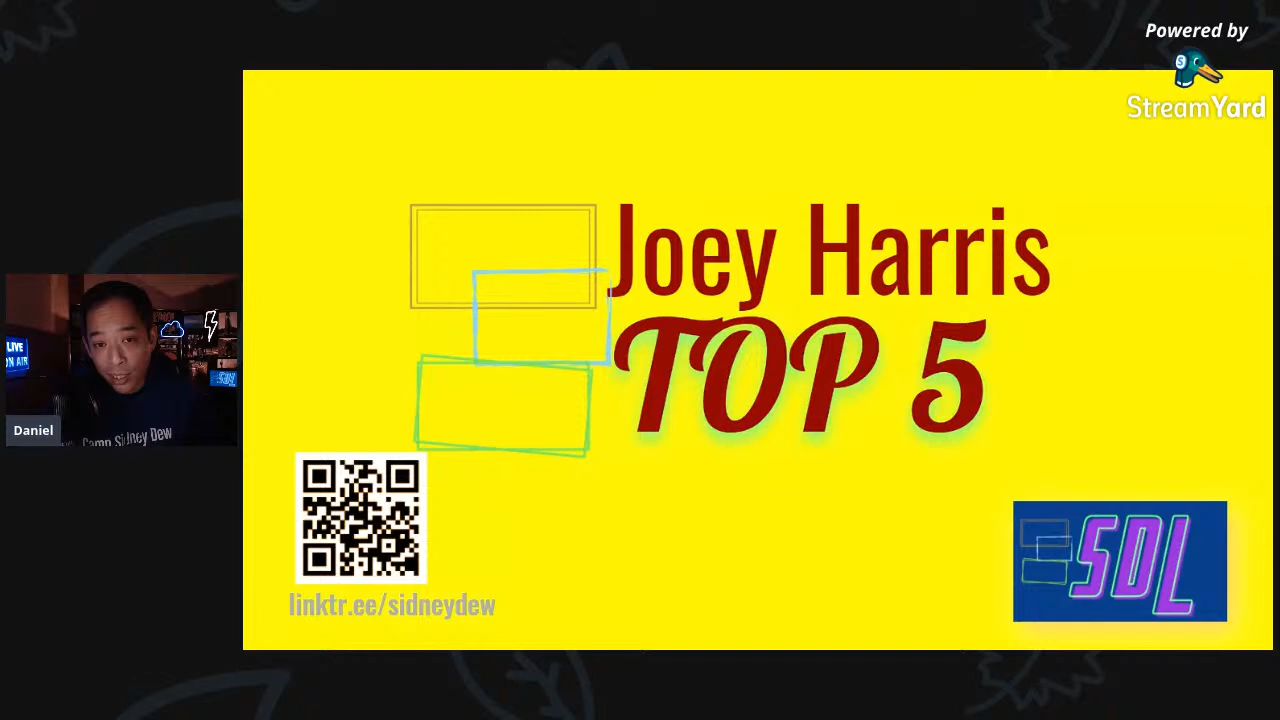 Powered by
StreamYard
Joey Harris
TOP 5
LIVE
ON AIR
Daniel
Camp Sidney Dew
linktr.ee/sidneydew
SDL